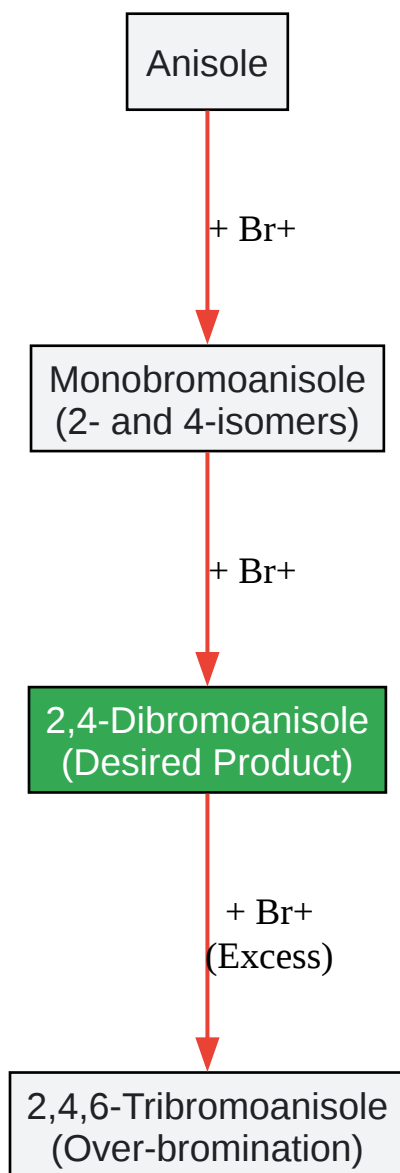 Anisole
+ Br+
Monobromoanisole
(2- and 4-isomers)
+ Br+
2,4-Dibromoanisole
(Desired Product)
+ Br+
(Excess)
2,4,6-Tribromoanisole
(Over-bromination)